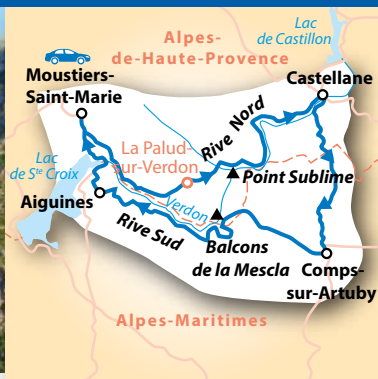 Lac
de Castillon
Alpes-
de-Haute-Provence
Moustiers-
Saint-Marie
Castellane
Rive Nord
La Palud-
sur-Verdon
Point Sublime
Lac
de Ste Croix
Aiguines
Verdon
Rive Sud
Balcons
de la Mescla
Comps-
sur-Artuby
Alpes-Maritimes